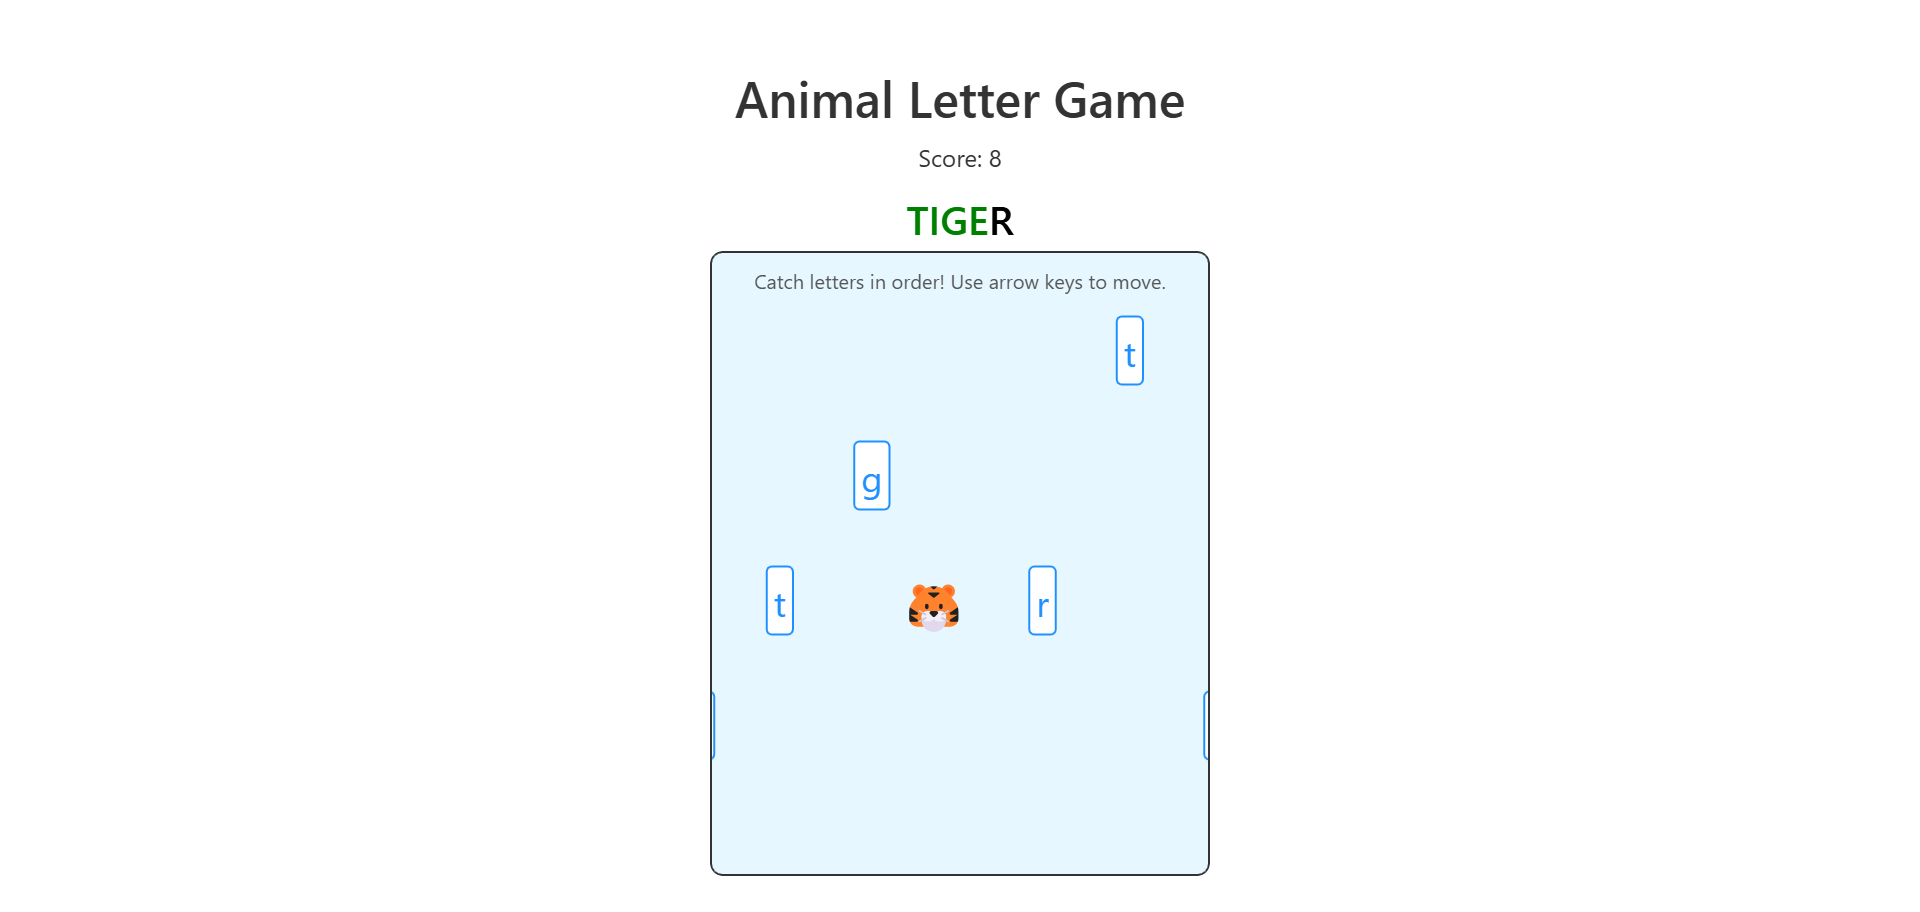 Animal Letter Game
Score: 8
TIGER
Catch letters in order! Use arrow keys to move.
t
g
t
r